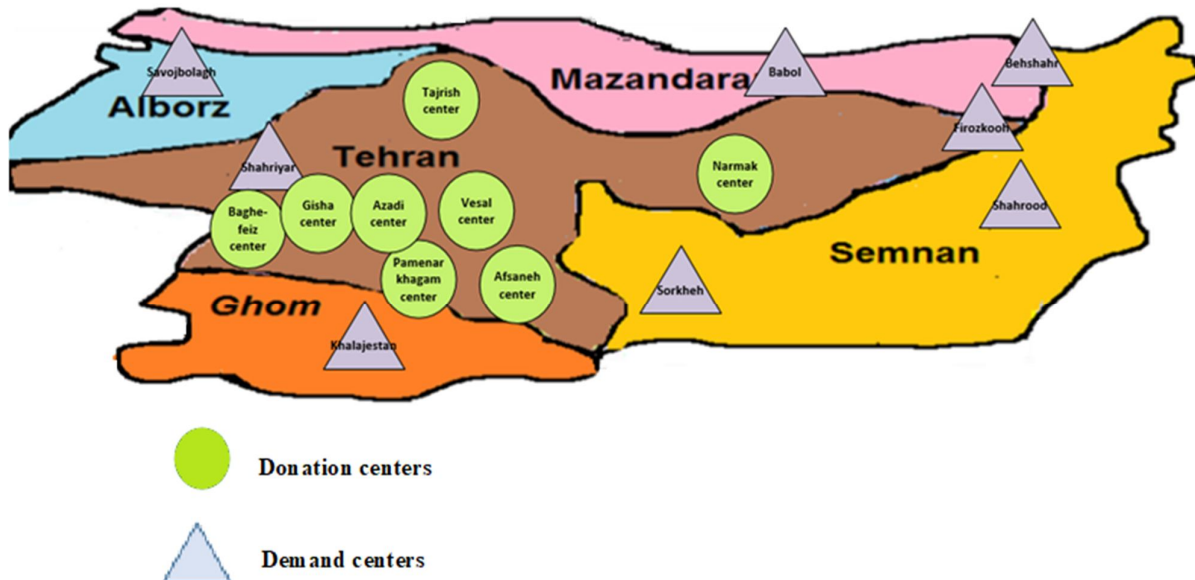 Savojbolagh
Alborz
Mazandara
Babol
Behshahr
Tajrish
center
Firozkooh
Shahriyar
Tehran
Narmak
center
Baghe-
feiz
center
Gisha
center
Azadi
center
Vesal
center
Shahrood
Semnan
Pamenar
khagam
center
Afsaneh
center
Sorkheh
Ghom
Khalajestan
Donation centers
Demand centers